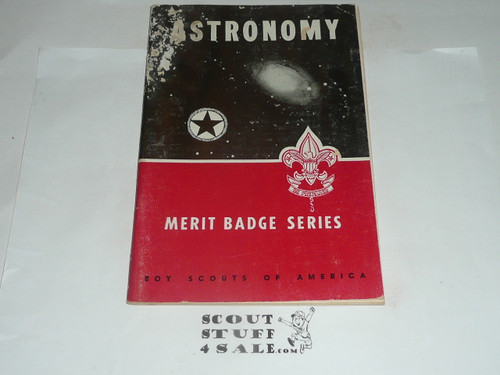 ASTRONOMY
MERIT BADGE SERIES
BOY SCOUTS OF AMERICA
SCOUT
STUFF
4 SALE.com